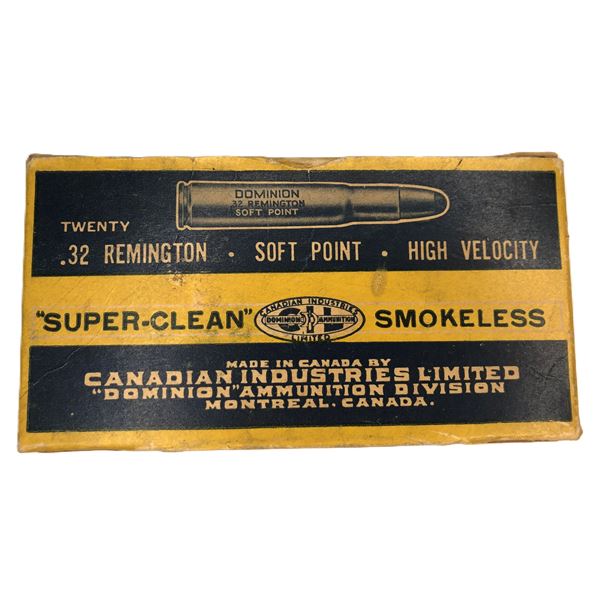 DOMINION
.32 REMINGTON
SOFT POINT
TWENTY
.32 REMINGTON • SOFT POINT • HIGH VELOCITY
"SUPER-CLEAN" SMOKELESS
CANADIAN INDUSTRIES
DOMINION CIL AMMUNITION
LIMITED
MADE IN CANADA BY
CANADIAN INDUSTRIES LIMITED
"DOMINION" AMMUNITION DIVISION
MONTREAL. CANADA.